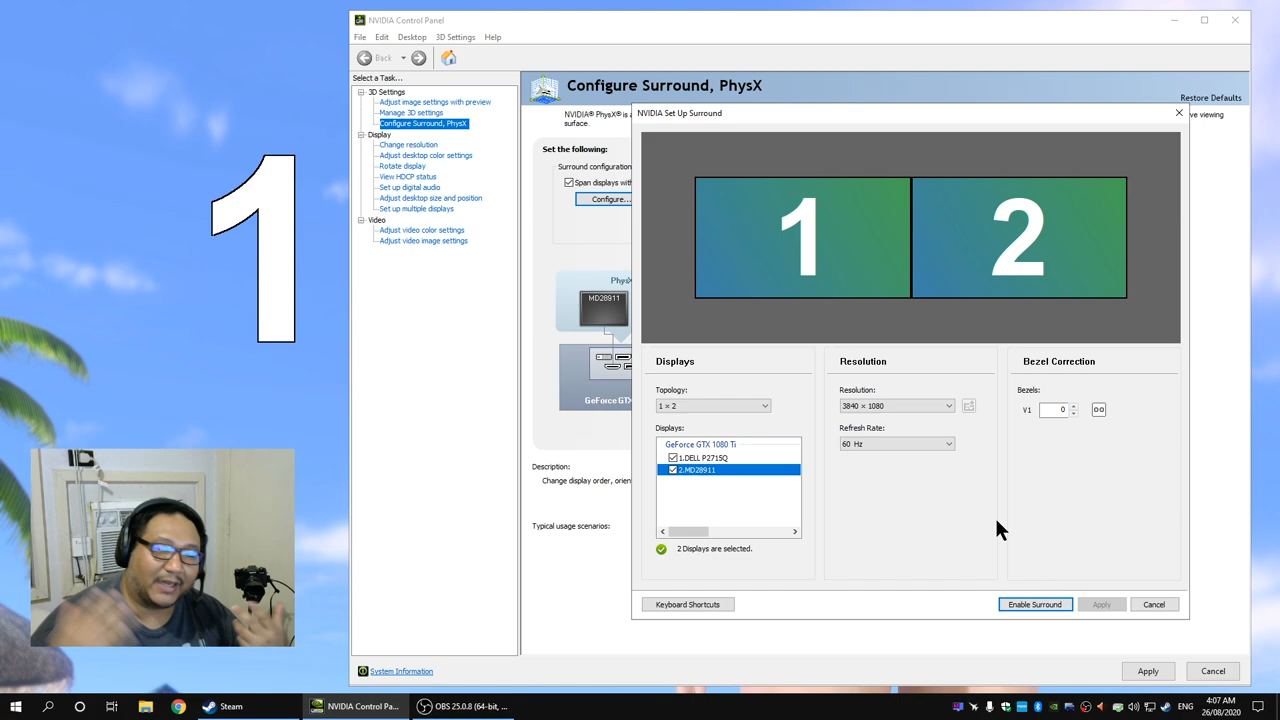 NVIDIA Control Panel
File Edit Desktop 3D Settings Help
Back
Select a Task...
3D Settings
Adjust image settings with preview
Manage 3D settings
Configure Surround, PhysX
Display
Change resolution
Adjust desktop color settings
Rotate display
View HDCP status
Set up digital audio
Adjust desktop size and position
Set up multiple displays
Video
Adjust video color settings
Adjust video image settings
System Information
1
Configure Surround, PhysX
Restore Defaults
NVIDIA® PhysX® is
ve viewing
surface.
Set the following:
Surround configuration
Span displays with
Configure...
PhysX
MD28911
GeForce GTX
Description:
Change display order, orien
Typical usage scenarios:
NVIDIA Set Up Surround
1 2
Displays
Topology:
1 × 2
Displays:
GeForce GTX 1080 Ti
1.DELL P2715Q
2.MD28911
2 Displays are selected.
Resolution
Resolution:
3840 × 1080
Refresh Rate:
60 Hz
Bezel Correction
Bezels:
V1 0
Keyboard Shortcuts
Enable Surround Apply Cancel
Apply Cancel
Steam
NVIDIA Control Pa...
OBS 25.0.8 (64-bit, ...
4:07 AM
26/08/2020